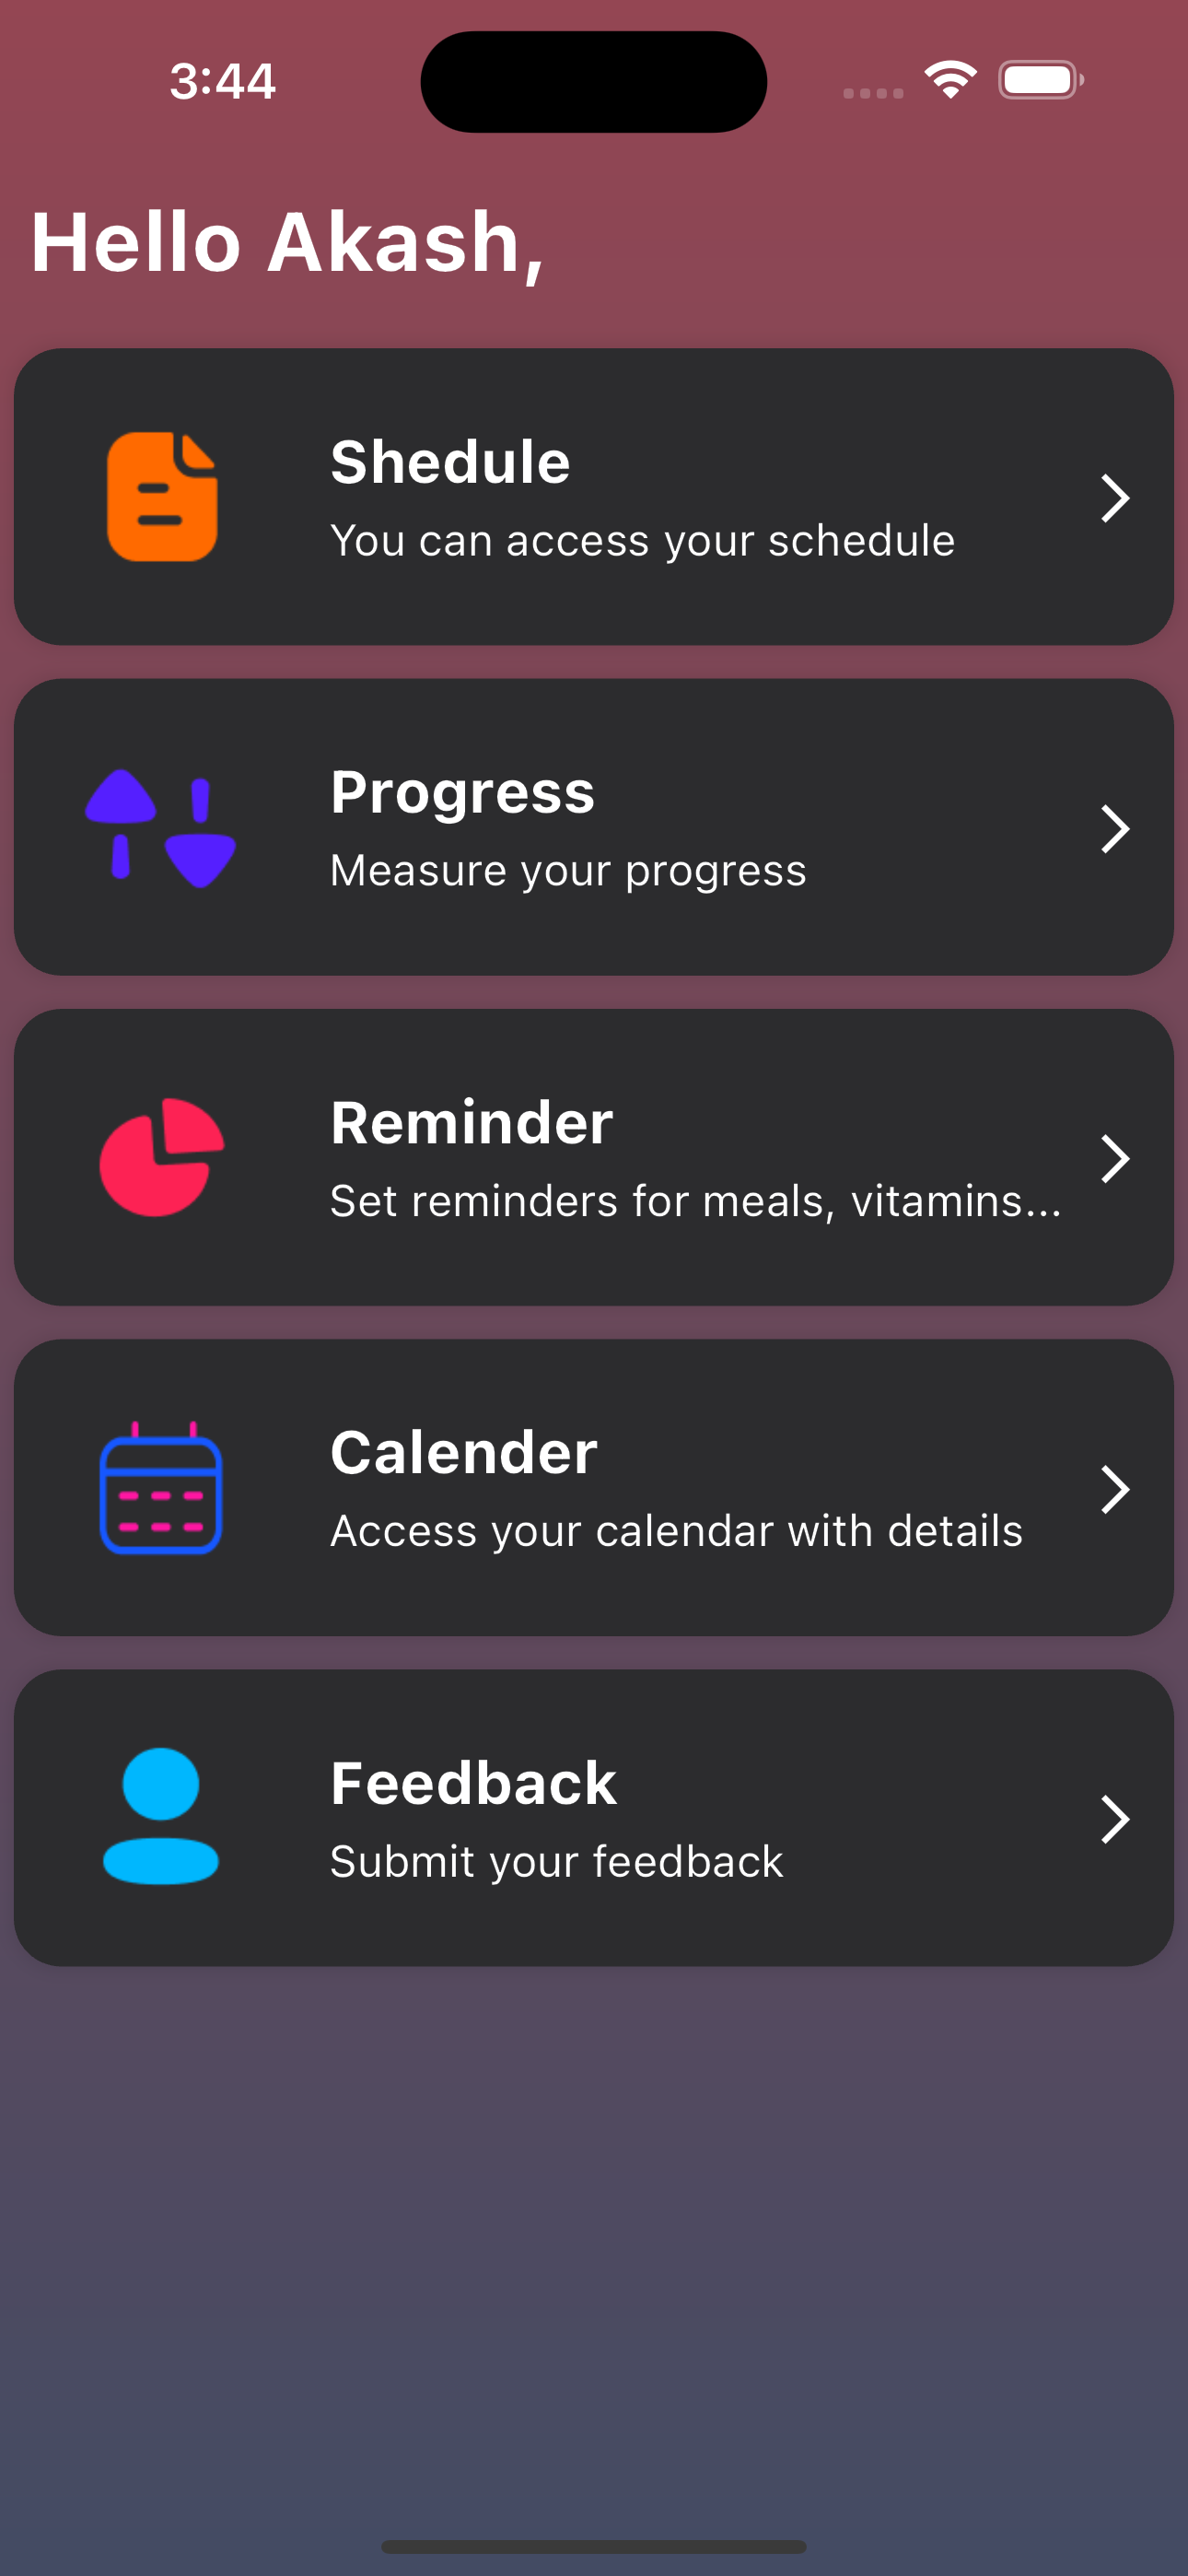 3:44
Hello Akash,
Shedule
You can access your schedule
Progress
Measure your progress
Reminder
Set reminders for meals, vitamins...
Calender
Access your calendar with details
Feedback
Submit your feedback